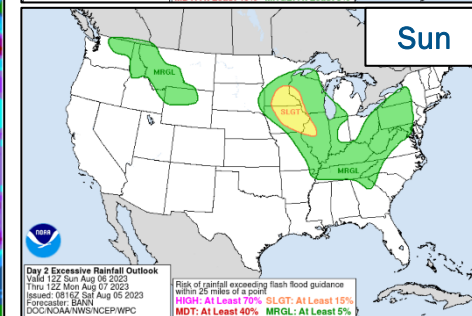 Sun
MRGL
SLGT
MRGL
NOAA
Day 2 Excessive Rainfall Outlook
Valid 12Z Sun Aug 06 2023
Thru 12Z Mon Aug 07 2023
Issued: 0816Z Sat Aug 05 2023
Forecaster: BANN
DOC/NOAA/NWS/NCEP/WPC
Risk of rainfall exceeding flash flood guidance
within 25 miles of a point
HIGH: At Least 70% SLGT: At Least 15%
MDT: At Least 40% MRGL: At Least 5%